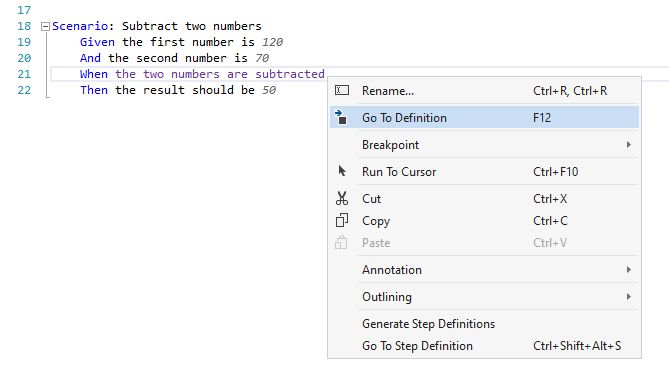 17
18 Scenario: Subtract two numbers
19 Given the first number is 120
20 And the second number is 70
21 When the two numbers are subtracted
22 Then the result should be 50
Rename... Ctrl+R, Ctrl+R
Go To Definition F12
Breakpoint
Run To Cursor Ctrl+F10
Cut Ctrl+X
Copy Ctrl+C
Paste Ctrl+V
Annotation
Outlining
Generate Step Definitions
Go To Step Definition Ctrl+Shift+Alt+S